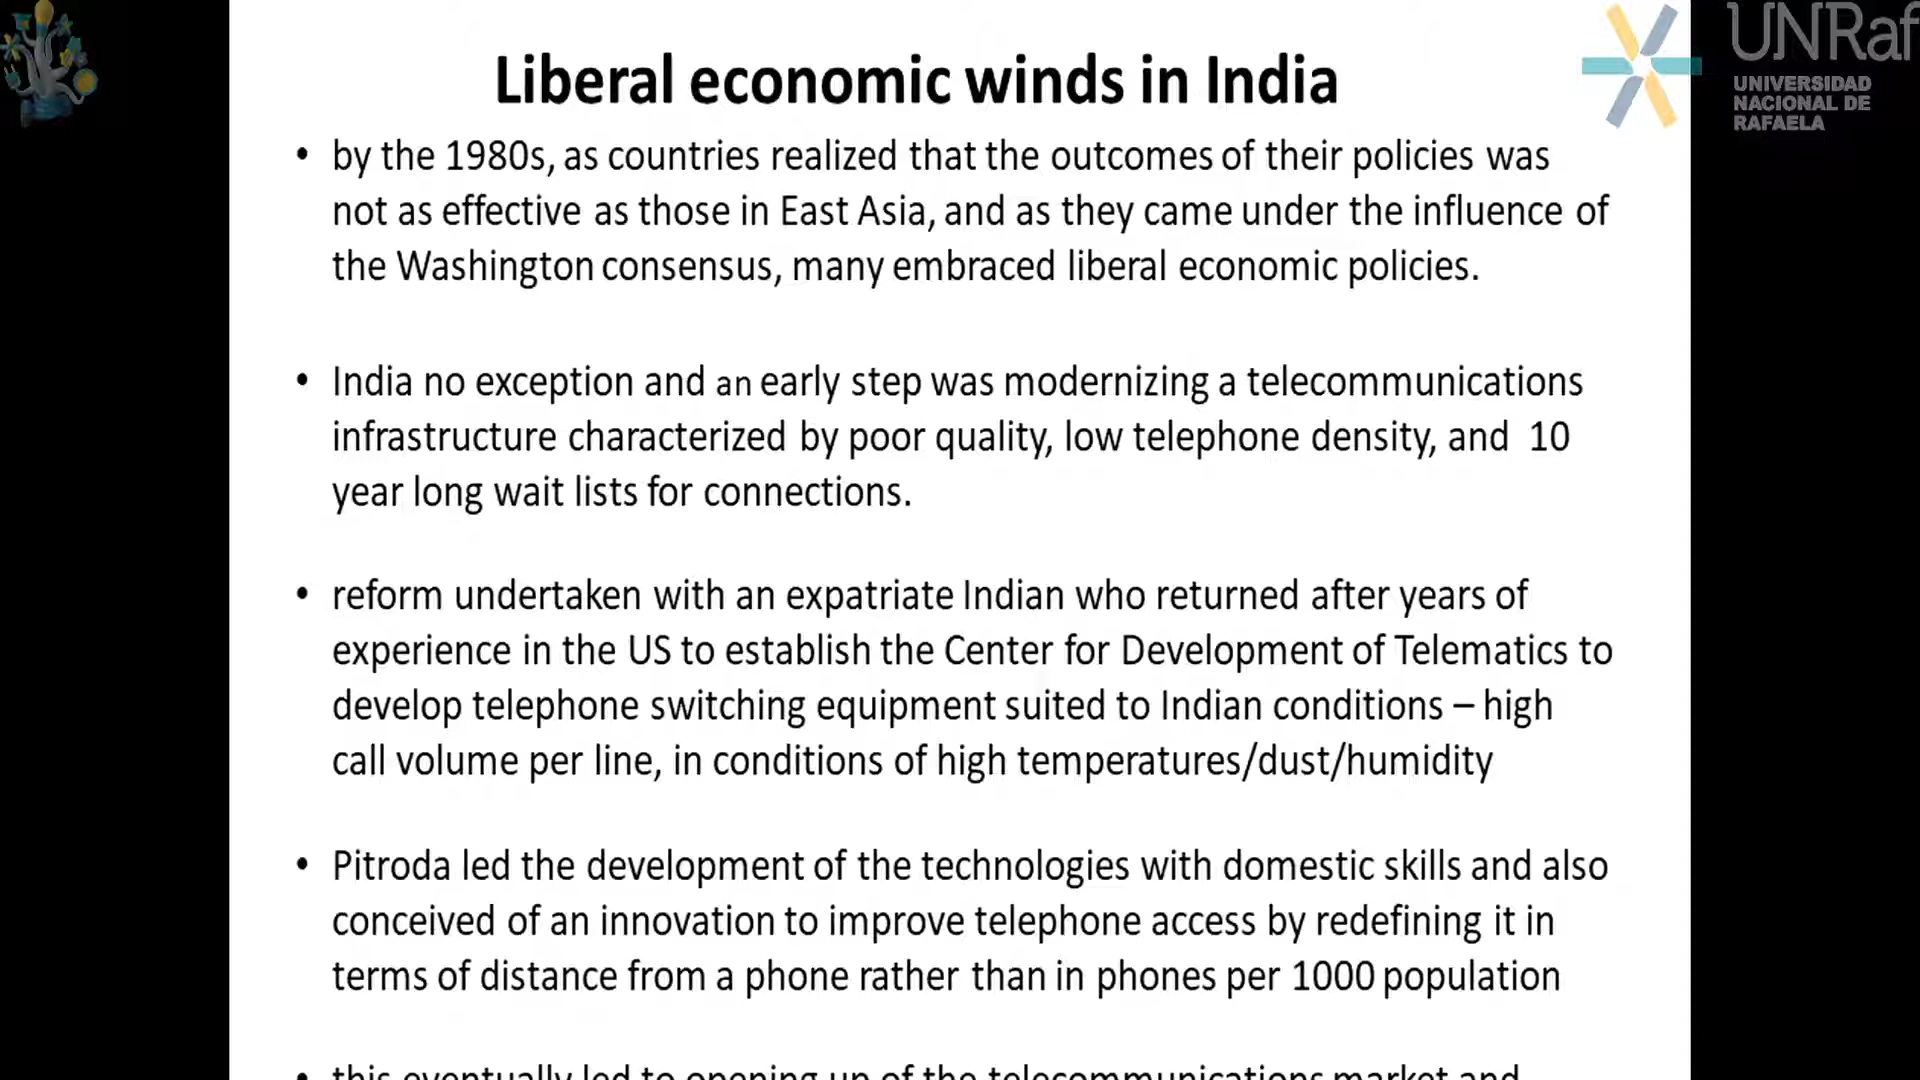 Liberal economic winds in India
UNRaf
UNIVERSIDAD
NACIONAL DE
RAFAELA
• by the 1980s, as countries realized that the outcomes of their policies was
not as effective as those in East Asia, and as they came under the influence of
the Washington consensus, many embraced liberal economic policies.
• India no exception and an early step was modernizing a telecommunications
infrastructure characterized by poor quality, low telephone density, and 10
year long wait lists for connections.
• reform undertaken with an expatriate Indian who returned after years of
experience in the US to establish the Center for Development of Telematics to
develop telephone switching equipment suited to Indian conditions – high
call volume per line, in conditions of high temperatures/dust/humidity
• Pitroda led the development of the technologies with domestic skills and also
conceived of an innovation to improve telephone access by redefining it in
terms of distance from a phone rather than in phones per 1000 population
• this eventually led to opening up of the telecommunications market and